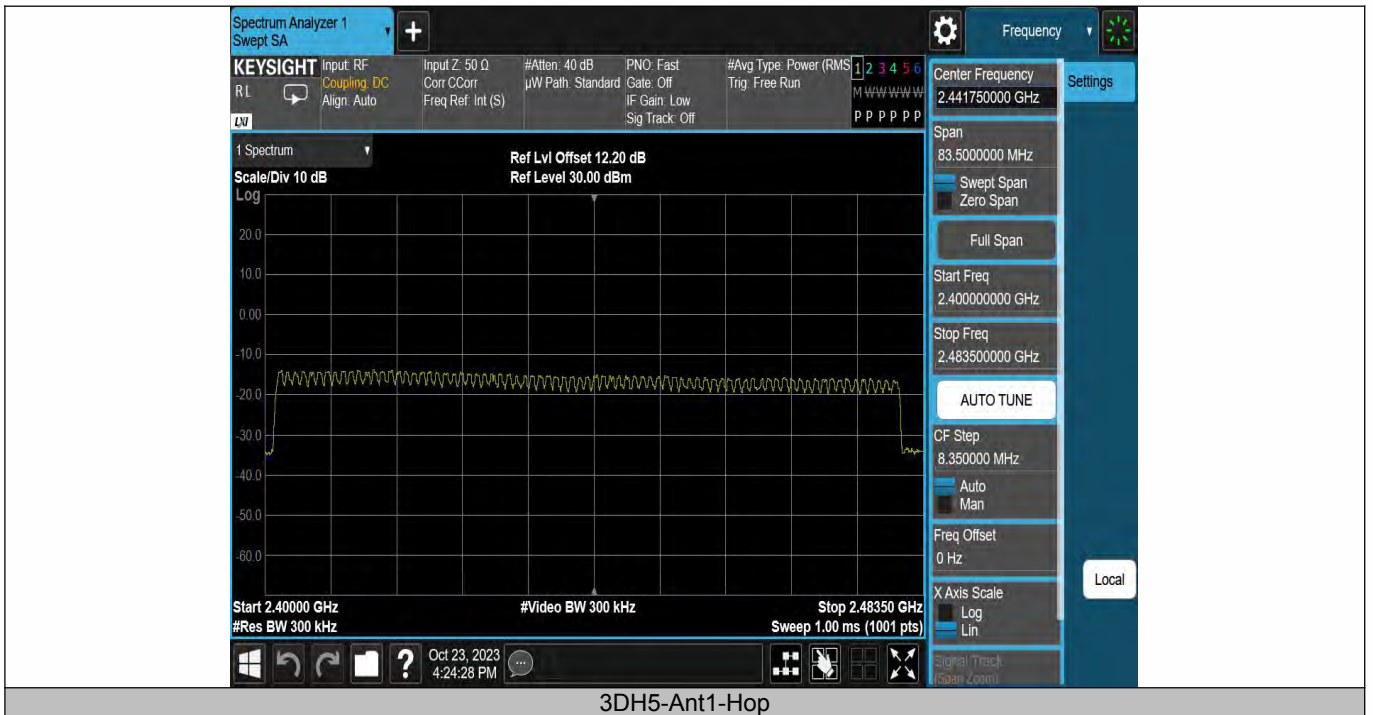 Spectrum Analyzer 1
Swept SA
+
Frequency
KEYSIGHT
RL
LXI
Input: RF
Coupling: DC
Align: Auto
Input Z: 50 Ω
Corr CCorr
Freq Ref: Int (S)
#Atten: 40 dB
µW Path: Standard
PNO: Fast
Gate: Off
IF Gain: Low
Sig Track: Off
#Avg Type: Power (RMS
Trig: Free Run
1 2 3 4 5 6
M W W W W W
P P P P P P
1 Spectrum
Scale/Div 10 dB
Ref Lvl Offset 12.20 dB
Ref Level 30.00 dBm
Log
20.0
10.0
0.00
-10.0
-20.0
-30.0
-40.0
-50.0
-60.0
Start 2.40000 GHz
#Res BW 300 kHz
#Video BW 300 kHz
Stop 2.48350 GHz
Sweep 1.00 ms (1001 pts)
Center Frequency
2.441750000 GHz
Settings
Span
83.5000000 MHz
Swept Span
Zero Span
Full Span
Start Freq
2.400000000 GHz
Stop Freq
2.483500000 GHz
AUTO TUNE
CF Step
8.350000 MHz
Auto
Man
Freq Offset
0 Hz
X Axis Scale
Log
Lin
Signal Track
(Span Zoom)
Local
?
Oct 23, 2023
4:24:28 PM
3DH5-Ant1-Hop